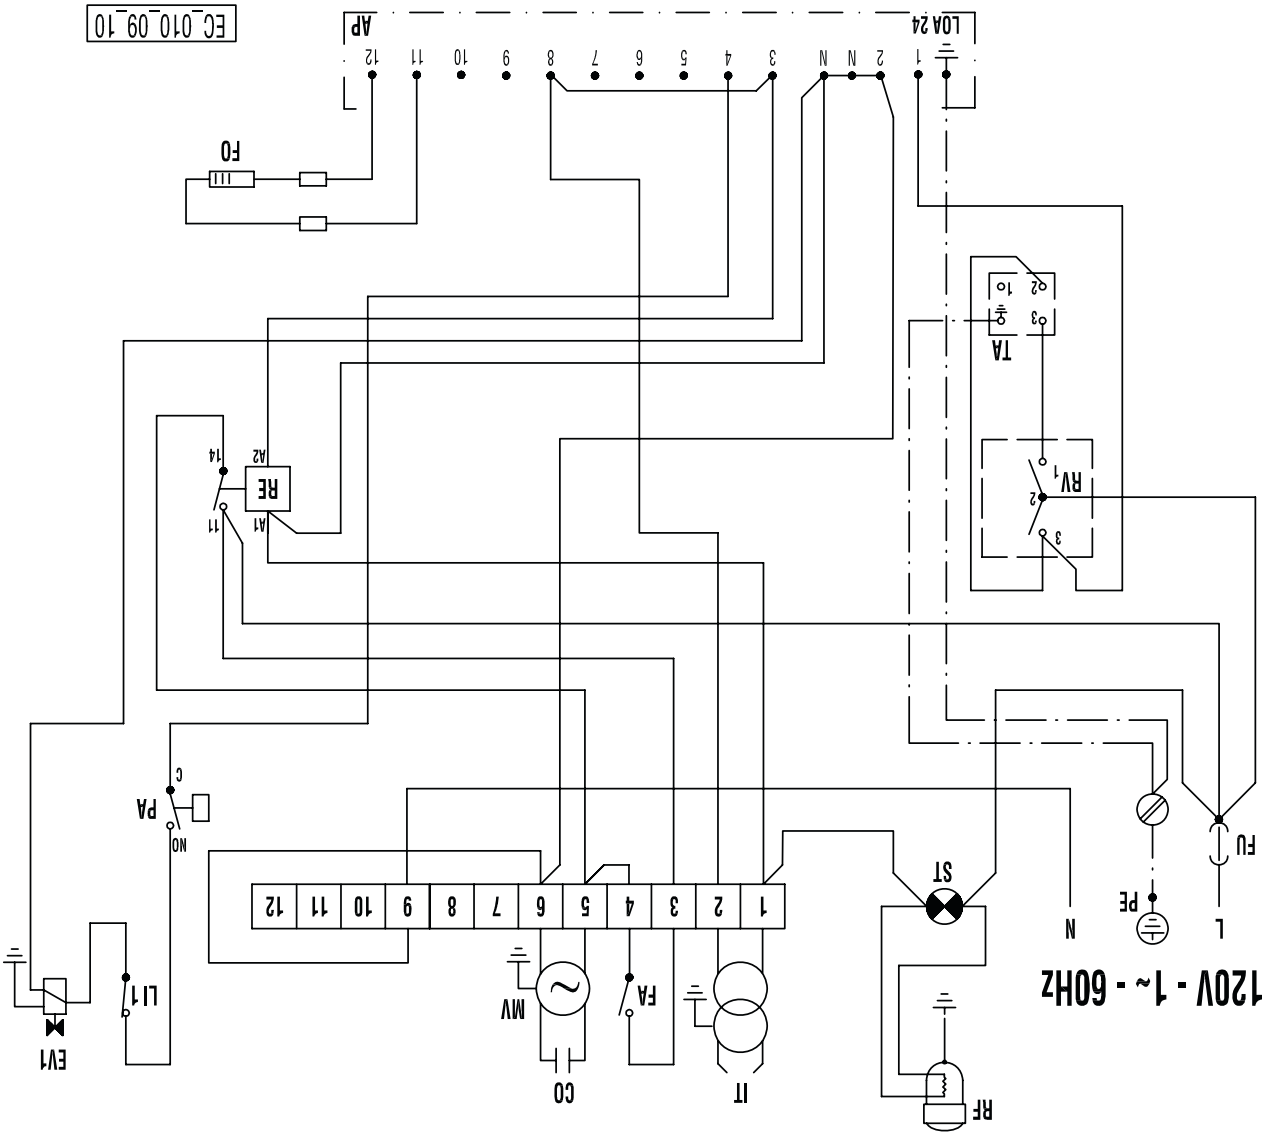 RF
IT
CO
EV1
120V - 1~ - 60Hz
FA
MV
LI1
L
PE
N
ST
1 2 3 4 5 6 7 8 9 10 11 12
FU
NO
PA
C
3
2
RV
1
A1
11
RE
A2
14
TA
3
2 1
FO
1 2 N N 3 4 5 6 7 8 9 10 11 12
LOA 24
AP
EC_010_09_10